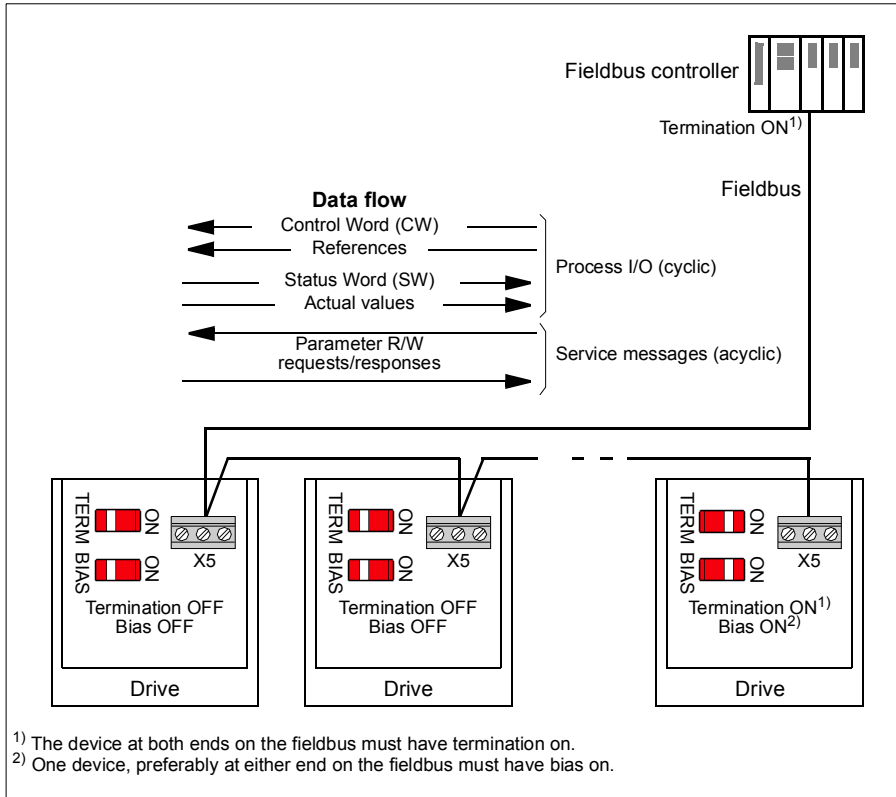 Fieldbus controller
Termination ON1)
Fieldbus
Data flow
Control Word (CW)
References
Process I/O (cyclic)
Status Word (SW)
Actual values
Parameter R/W
requests/responses
Service messages (acyclic)
TERM
ON
BIAS
ON
X5
Termination OFF
Bias OFF
Drive
TERM
ON
BIAS
ON
X5
Termination OFF
Bias OFF
Drive
TERM
ON
BIAS
ON
X5
Termination ON1)
Bias ON2)
Drive
1) The device at both ends on the fieldbus must have termination on.
2) One device, preferably at either end on the fieldbus must have bias on.